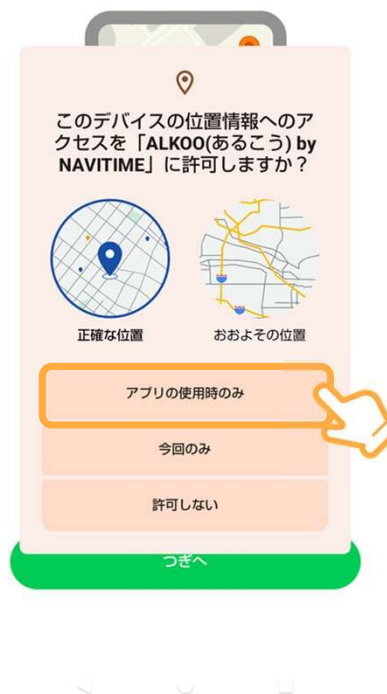 このデバイスの位置情報へのア
クセスを「ALKOO(あるこう) by
NAVITIME」に許可しますか？
正確な位置
おおよその位置
アプリの使用時のみ
今回のみ
許可しない
つぎへ